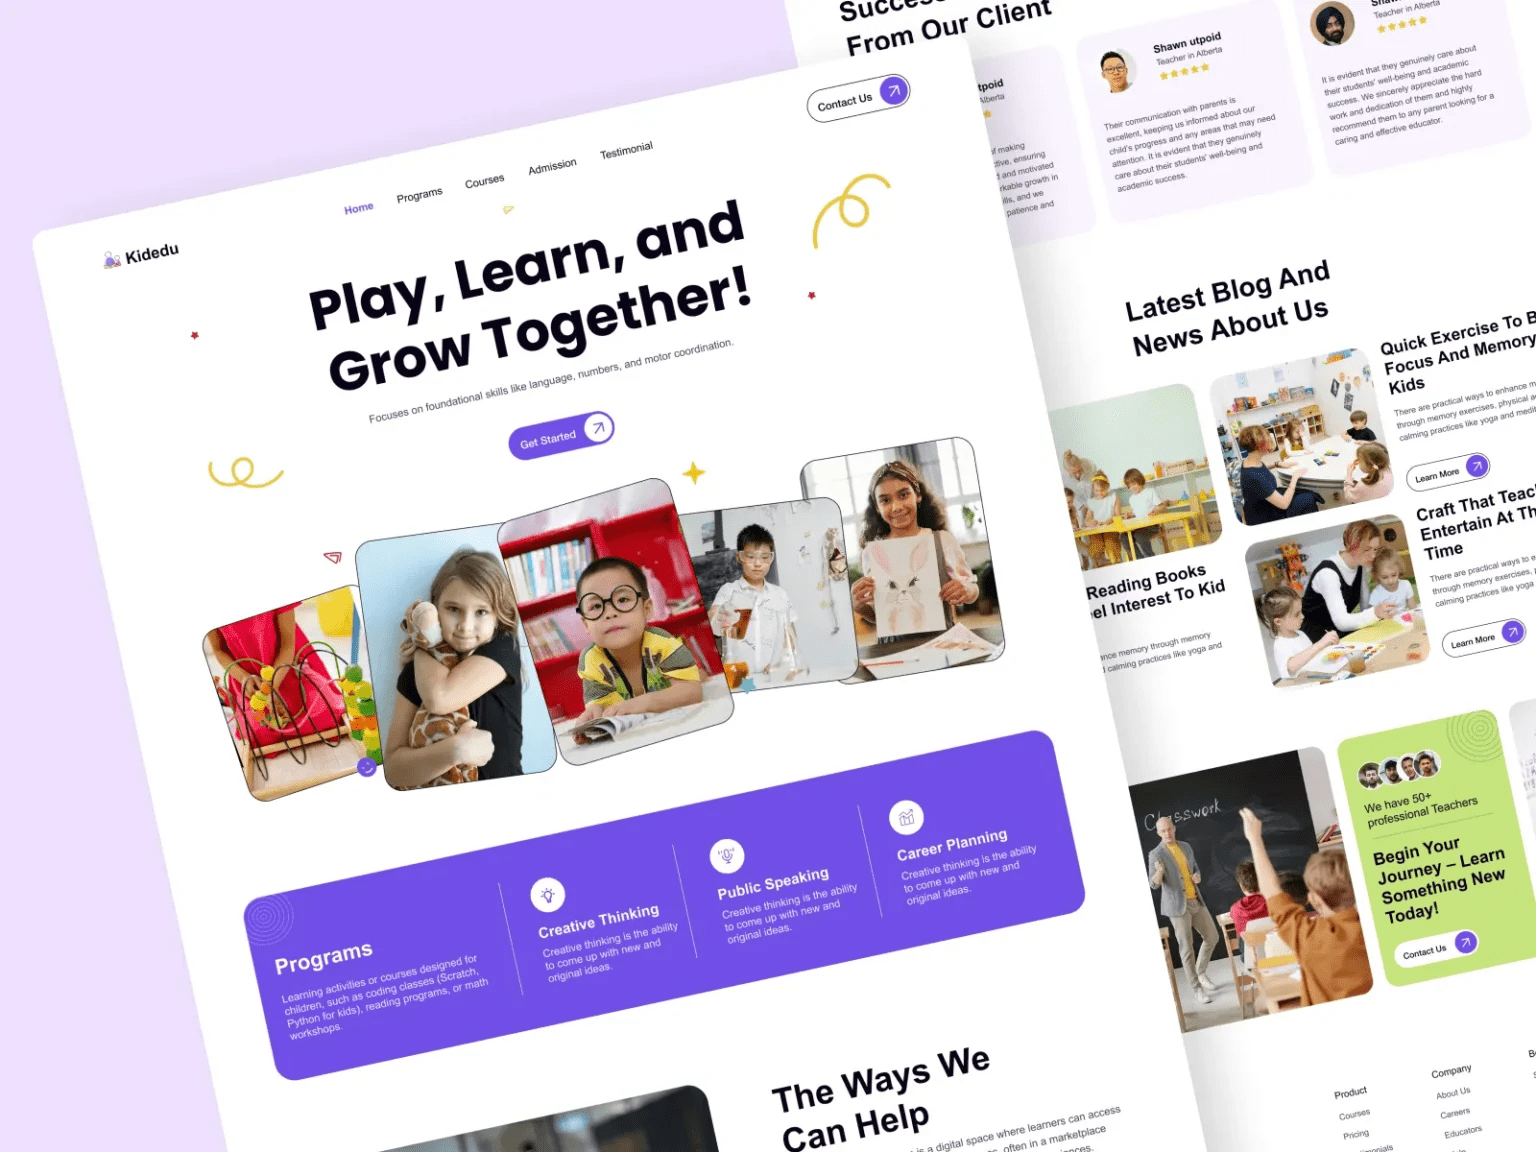 Kidedu
Home
Programs
Courses
Admission
Testimonial
Contact Us
Play, Learn, and
Grow Together!
Focuses on foundational skills like language, numbers, and motor coordination.
Get Started
Programs
Learning activities or courses designed for
children, such as coding classes (Scratch,
Python for kids), reading programs, or math
workshops.
Creative Thinking
Creative thinking is the ability
to come up with new and
original ideas.
Public Speaking
Creative thinking is the ability
to come up with new and
original ideas.
Career Planning
Creative thinking is the ability
to come up with new and
original ideas.
The Ways We
Can Help
is a digital space where learners can access
often in a marketplace
Success
From Our Client
tpoid
Alberta
f making
ensuring
d and motivated
rkable growth in
lls, and we
patience and
Shawn utpoid
Teacher in Alberta
Their communication with parents is
excellent, keeping us informed about our
child's progress and any areas that may need
attention. It is evident that they genuinely
care about their students' well-being and
academic success.
Teacher in Alberta
It is evident that they genuinely care about
their students' well-being and academic
success. We sincerely appreciate the hard
work and dedication of them and highly
recommend them to any parent looking for a
caring and effective educator.
Latest Blog And
News About Us
Reading Books
el Interest To Kid
ance memory through memory
calming practices like yoga and
Quick Exercise To B
Focus And Memory
Kids
There are practical ways to enhance m
through memory exercises, physical a
calming practices like yoga and medi
Learn More
Craft That Teac
Entertain At Th
Time
There are practical ways to e
through memory exercises,
calming practices like yoga
Learn More
Classwork
We have 50+
professional Teachers
Begin Your
Journey – Learn
Something New
Today!
Contact Us
Product
Courses
Pricing
Company
About Us
Careers
Educators